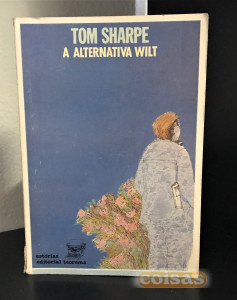 TOM SHARPE
A ALTERNATIVA WILT
estórias
editorial teorema
coisas